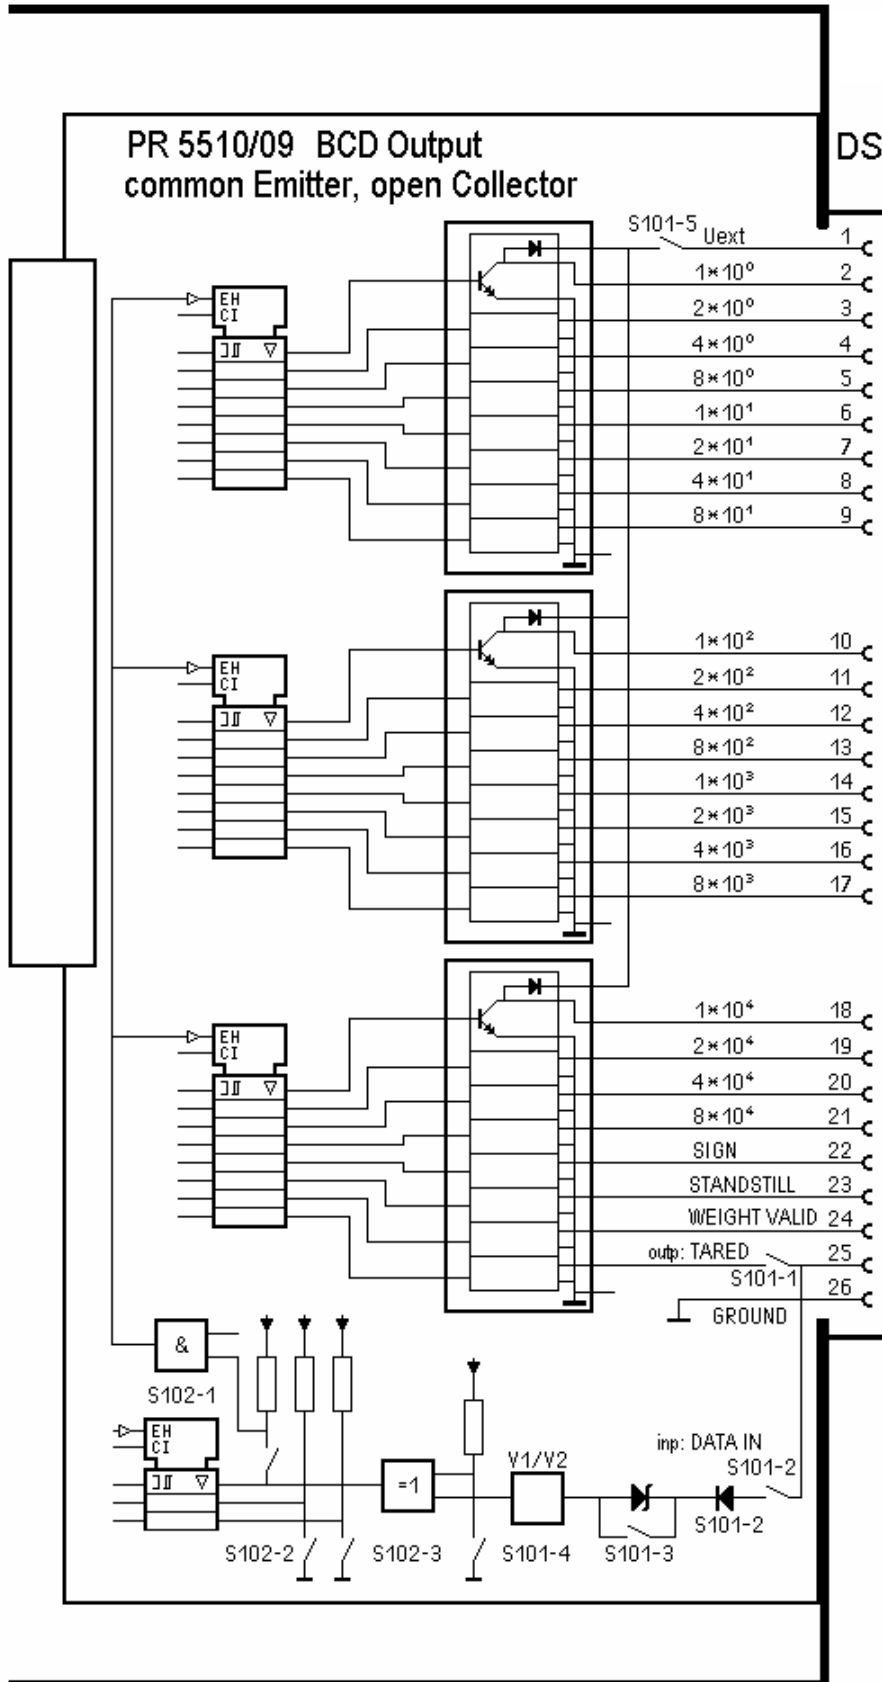 PR 5510/09 BCD Output
DS
common Emitter, open Collector
S101-5 Uext 1
1*10⁰ 2
EH
CI
2*10⁰ 3
4*10⁰ 4
8*10⁰ 5
1*10¹ 6
2*10¹ 7
4*10¹ 8
8*10¹ 9
1*10² 10
EH
CI
2*10² 11
4*10² 12
8*10² 13
1*10³ 14
2*10³ 15
4*10³ 16
8*10³ 17
1*10⁴ 18
EH
CI
2*10⁴ 19
4*10⁴ 20
8*10⁴ 21
SIGN 22
STANDSTILL 23
WEIGHT VALID 24
outp: TARED 25
S101-1
26
GROUND
&
S102-1
EH
CI
inp: DATA IN
V1/V2
S101-2
=1
S101-2
S102-2 S102-3 S101-4 S101-3